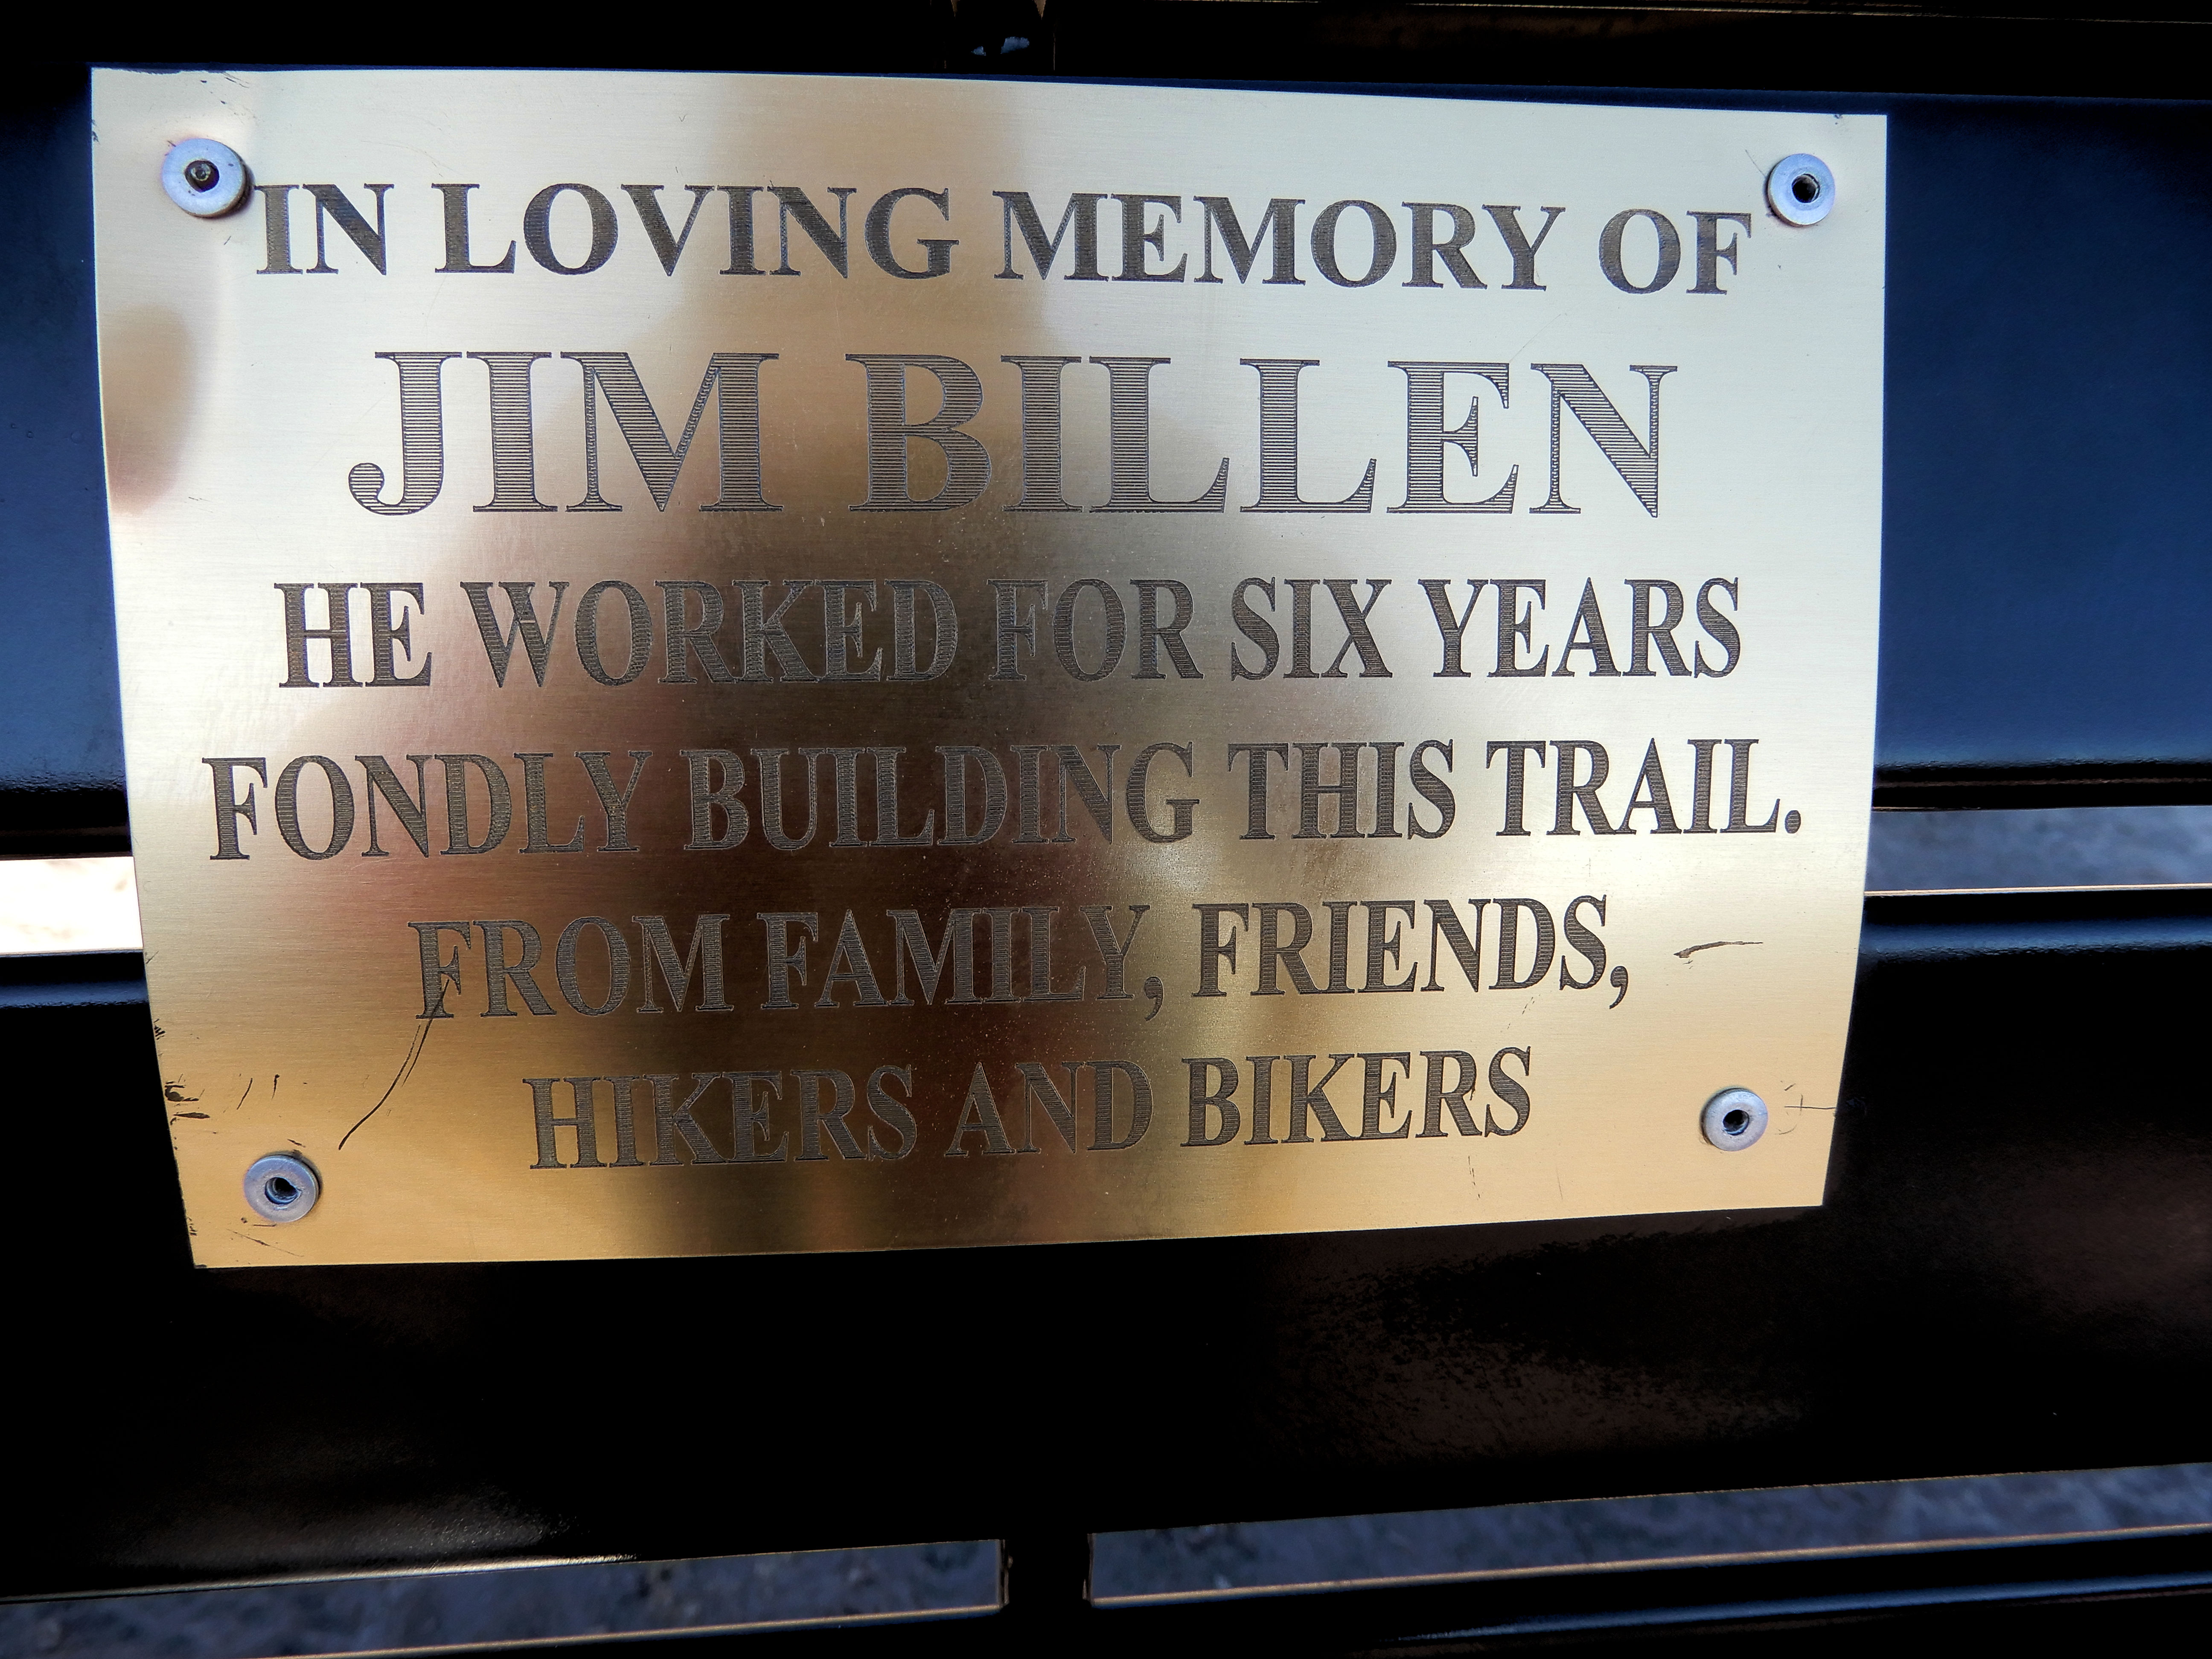 IN LOVING MEMORY OF
JIM BILLEN
HE WORKED FOR SIX YEARS
FONDLY BUILDING THIS TRAIL.
FROM FAMILY, FRIENDS,
HIKERS AND BIKERS